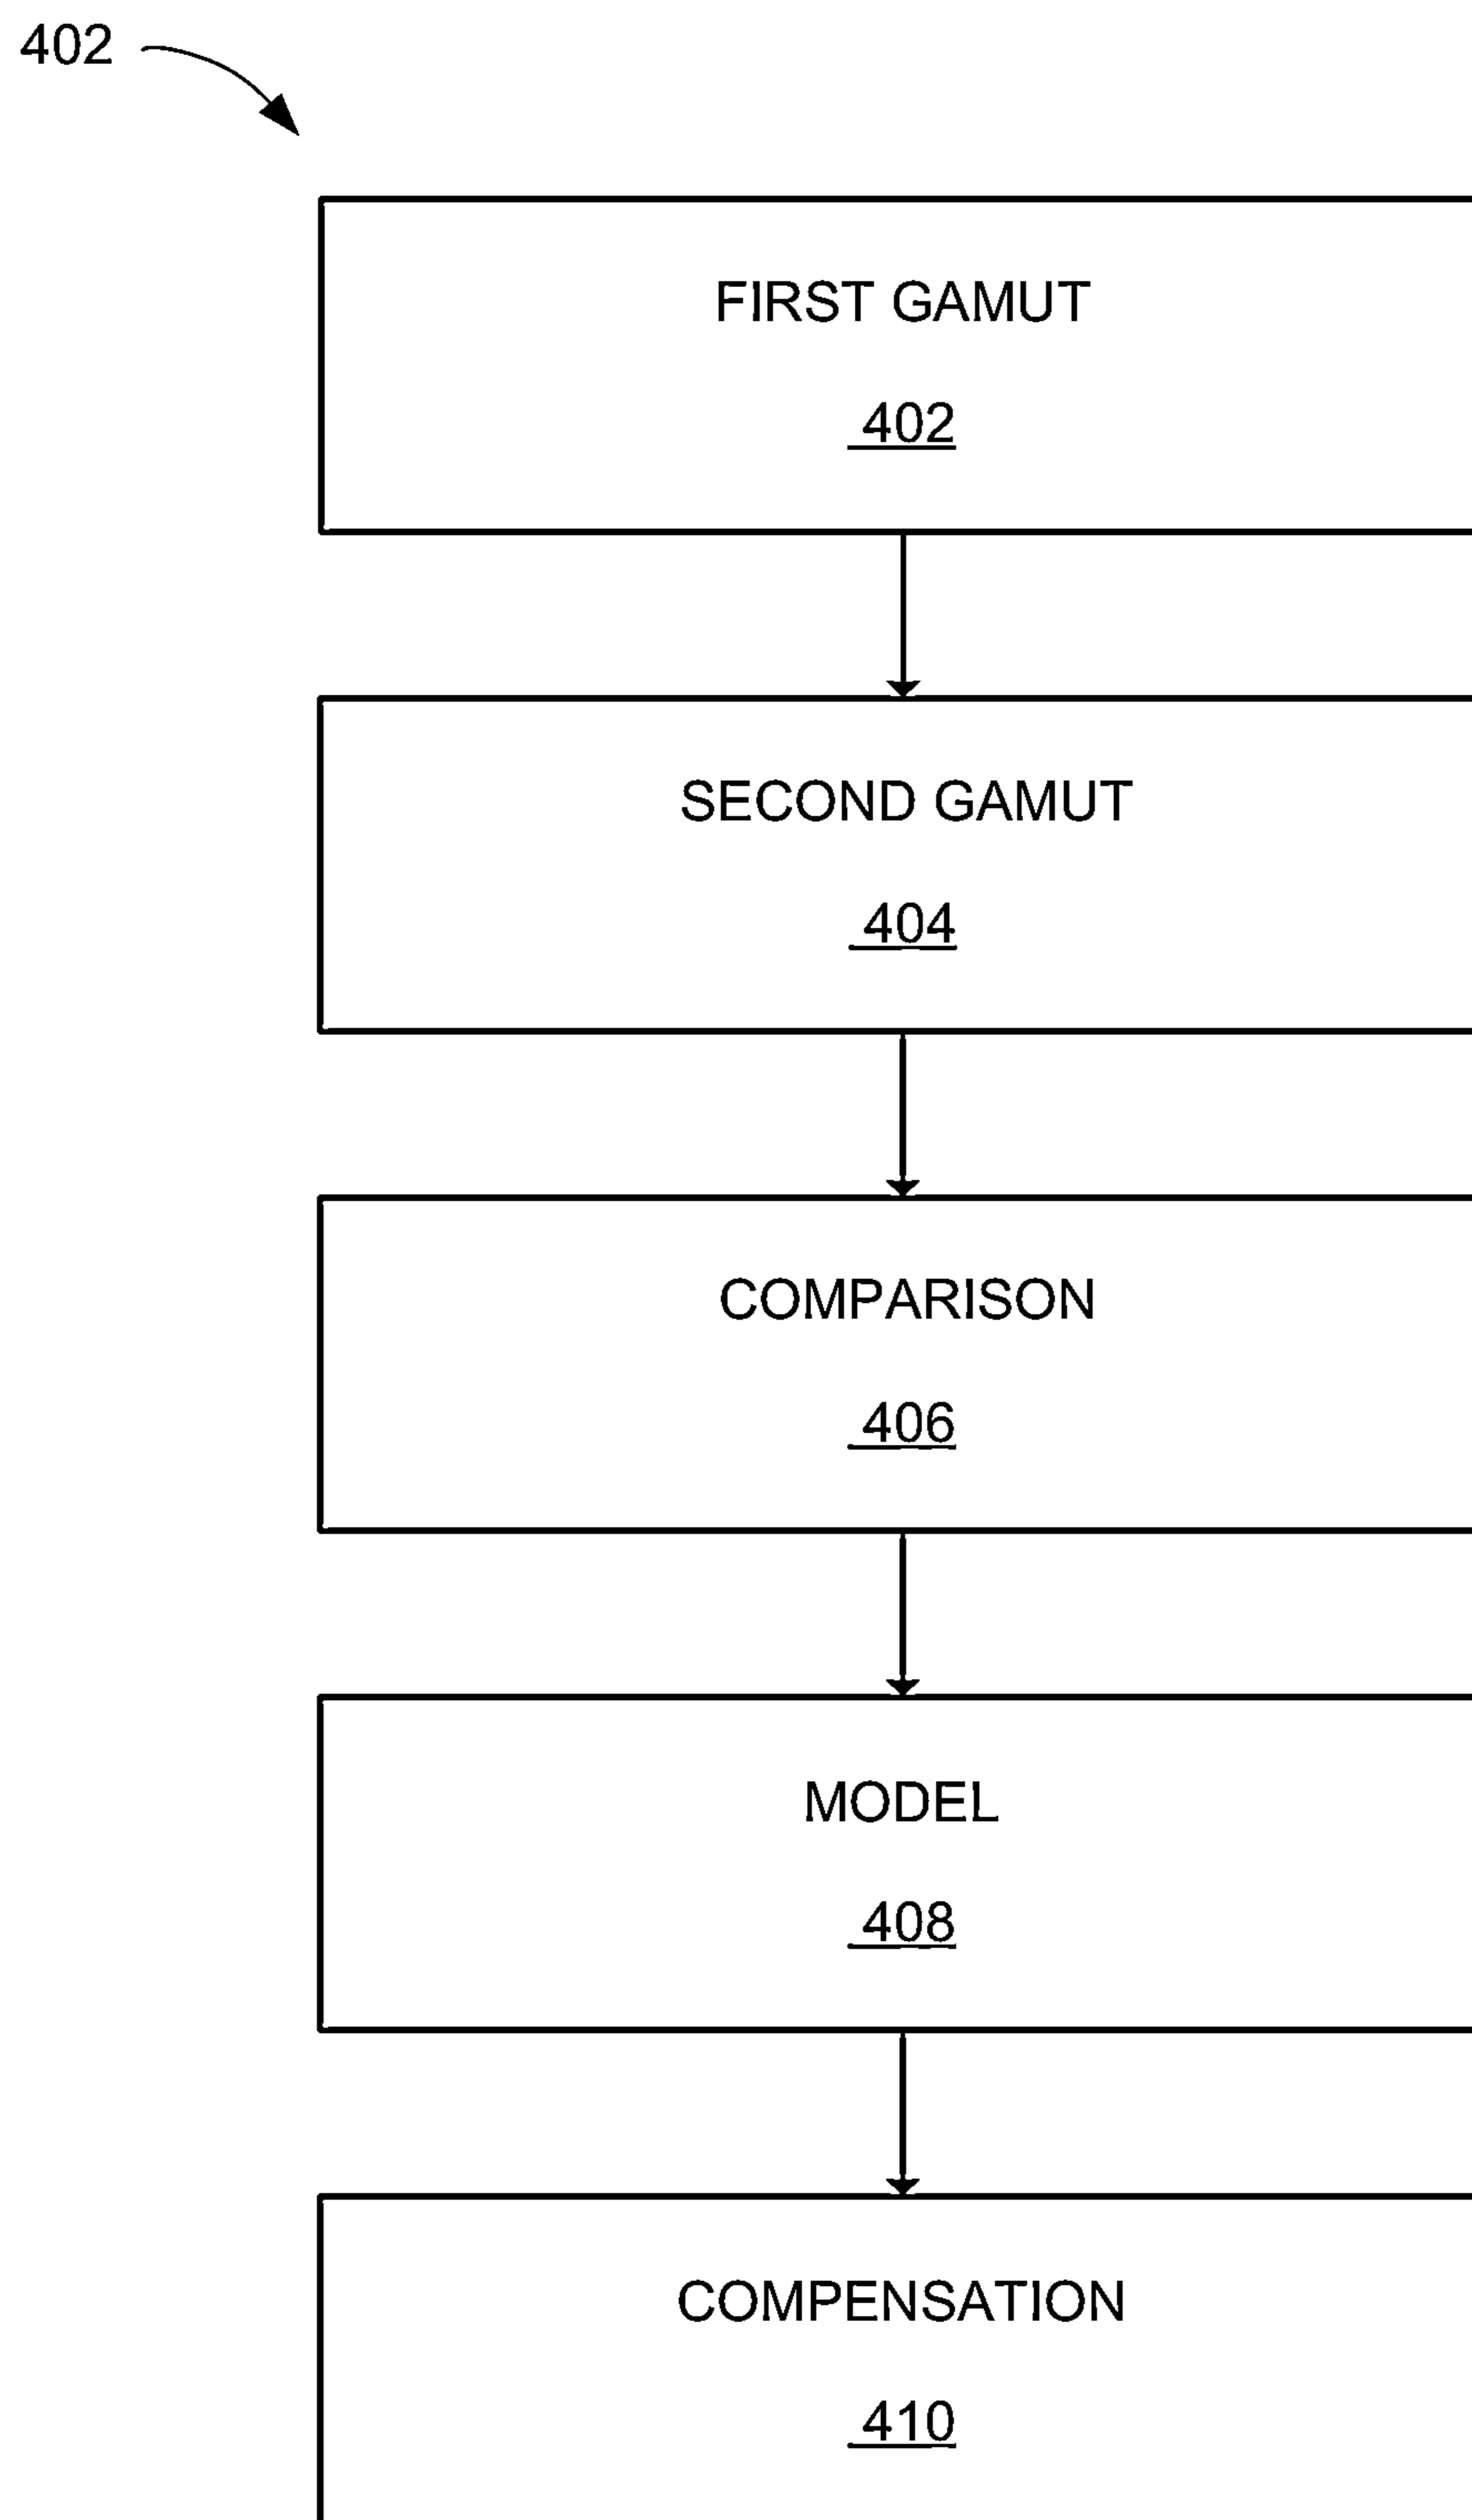 402
FIRST GAMUT
402
SECOND GAMUT
404
COMPARISON
406
MODEL
408
COMPENSATION
410